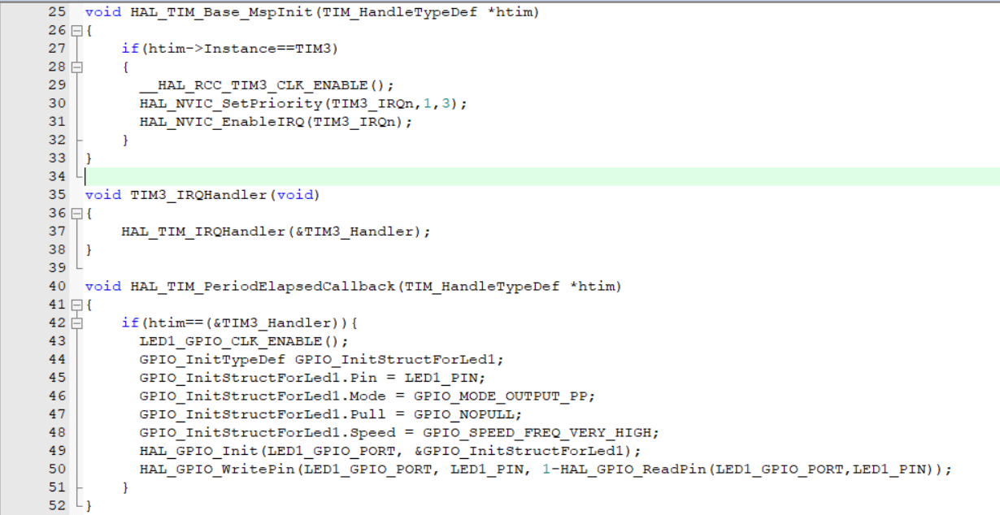 25 void HAL_TIM_Base_MspInit(TIM_HandleTypeDef *htim)
26 {
27 if(htim->Instance==TIM3)
28 {
29 __HAL_RCC_TIM3_CLK_ENABLE();
30 HAL_NVIC_SetPriority(TIM3_IRQn,1,3);
31 HAL_NVIC_EnableIRQ(TIM3_IRQn);
32 }
33 }
34
35 void TIM3_IRQHandler(void)
36 {
37 HAL_TIM_IRQHandler(&TIM3_Handler);
38 }
39
40 void HAL_TIM_PeriodElapsedCallback(TIM_HandleTypeDef *htim)
41 {
42 if(htim==(&TIM3_Handler)){
43 LED1_GPIO_CLK_ENABLE();
44 GPIO_InitTypeDef GPIO_InitStructForLed1;
45 GPIO_InitStructForLed1.Pin = LED1_PIN;
46 GPIO_InitStructForLed1.Mode = GPIO_MODE_OUTPUT_PP;
47 GPIO_InitStructForLed1.Pull = GPIO_NOPULL;
48 GPIO_InitStructForLed1.Speed = GPIO_SPEED_FREQ_VERY_HIGH;
49 HAL_GPIO_Init(LED1_GPIO_PORT, &GPIO_InitStructForLed1);
50 HAL_GPIO_WritePin(LED1_GPIO_PORT, LED1_PIN, 1-HAL_GPIO_ReadPin(LED1_GPIO_PORT,LED1_PIN));
51 }
52 }